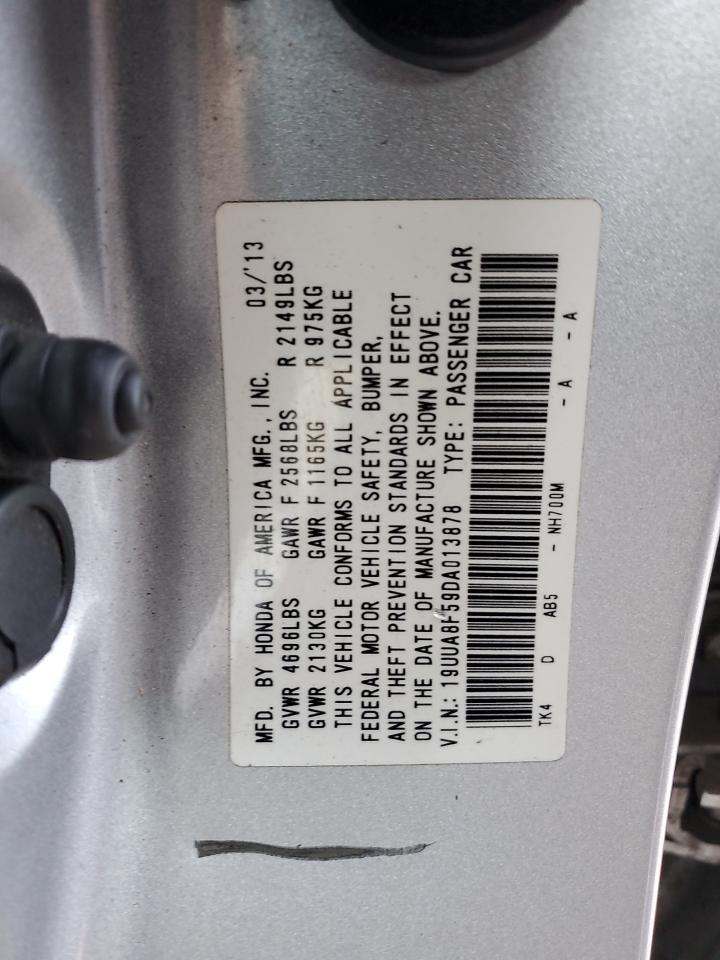 MFD. BY HONDA OF AMERICA MFG., INC. 03/'13
GVWR 4696LBS GAWR F 2568LBS R 2149LBS
GVWR 2130KG GAWR F 1165KG R 975KG
THIS VEHICLE CONFORMS TO ALL APPLICABLE
FEDERAL MOTOR VEHICLE SAFETY, BUMPER,
AND THEFT PREVENTION STANDARDS IN EFFECT
ON THE DATE OF MANUFACTURE SHOWN ABOVE.
V.I.N.: 19UUA8F59DA013878 TYPE: PASSENGER CAR
TK4 D AB5 - NH700M - A - A